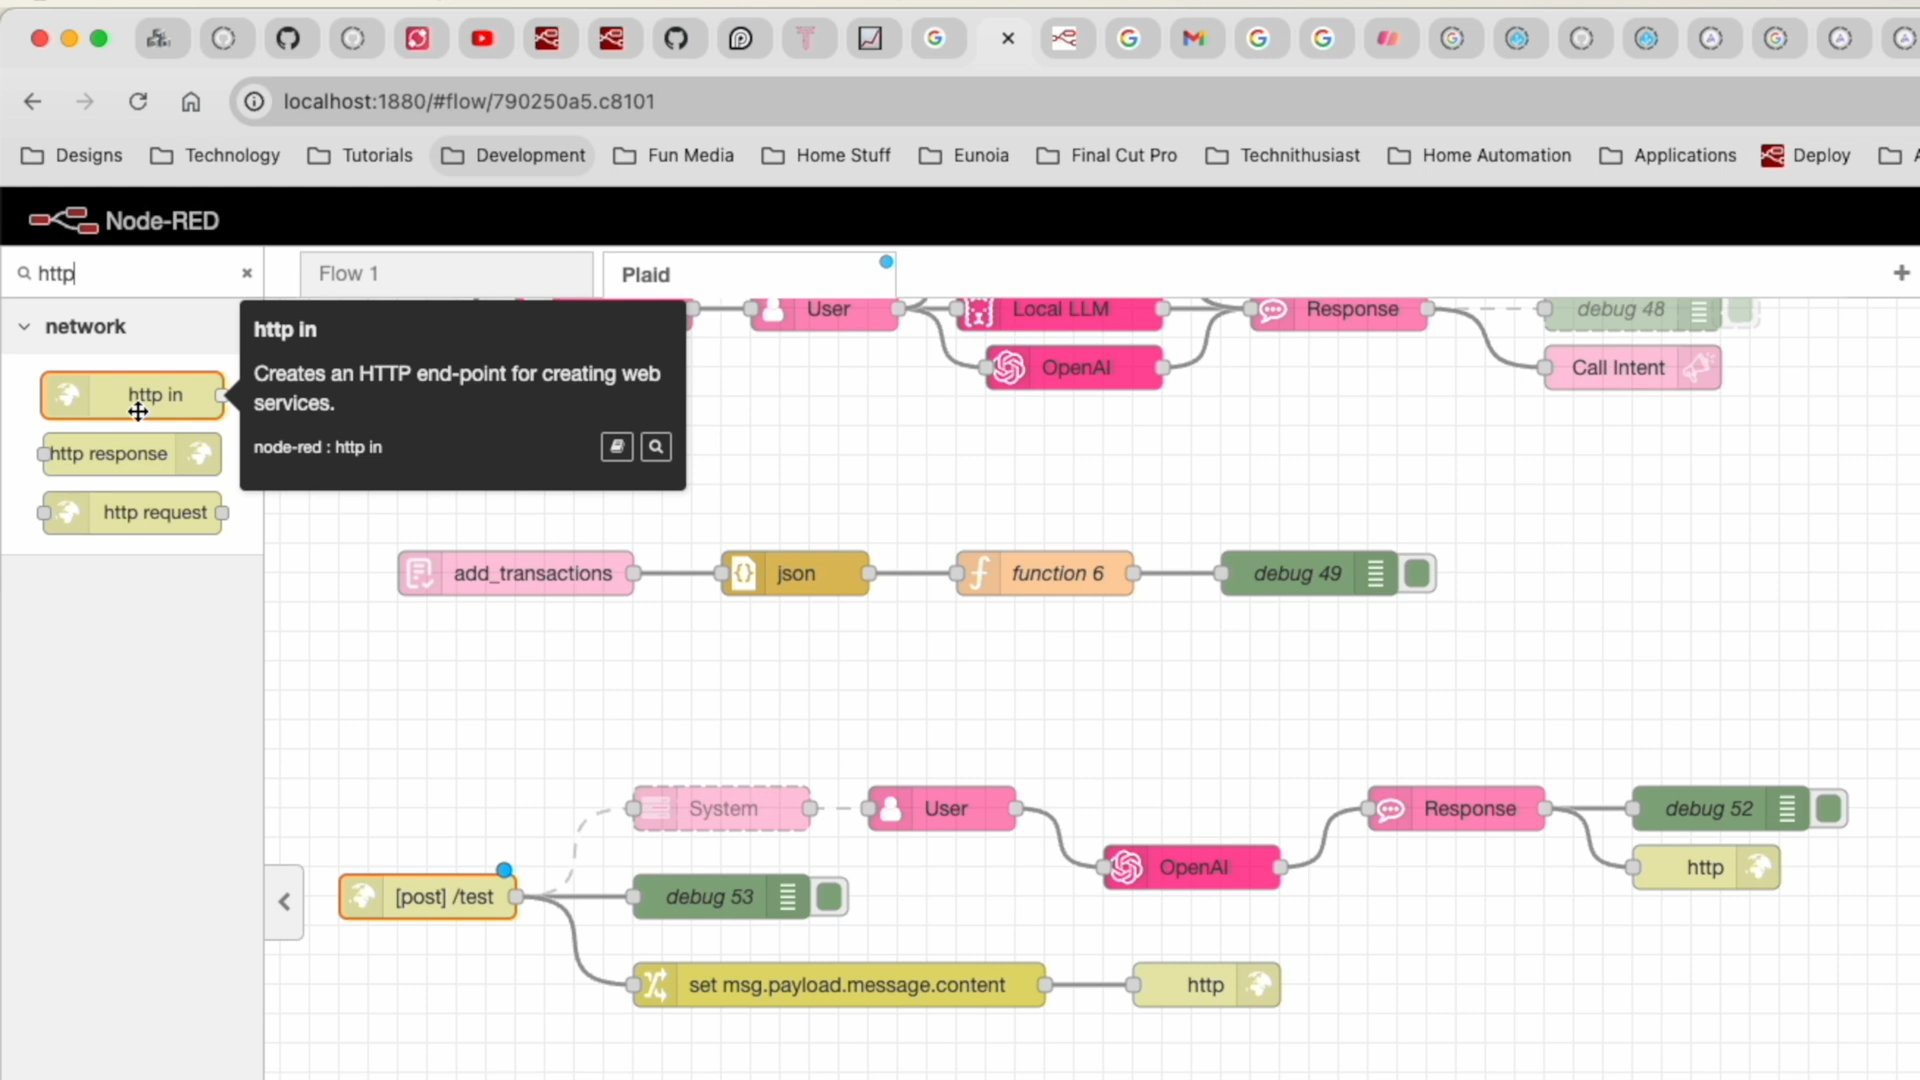 localhost:1880/#flow/790250a5.c8101
Designs Technology Tutorials Development Fun Media Home Stuff Eunoia Final Cut Pro Technithusiast Home Automation Applications Deploy A
Node-RED
http
Flow 1
Plaid
network
http in
http response
http request
http in
Creates an HTTP end-point for creating web
services.
node-red : http in
User
Local LLM
Response
debug 48
OpenAI
Call Intent
add_transactions
json
function 6
debug 49
System
User
Response
debug 52
OpenAI
http
[post] /test
debug 53
set msg.payload.message.content
http